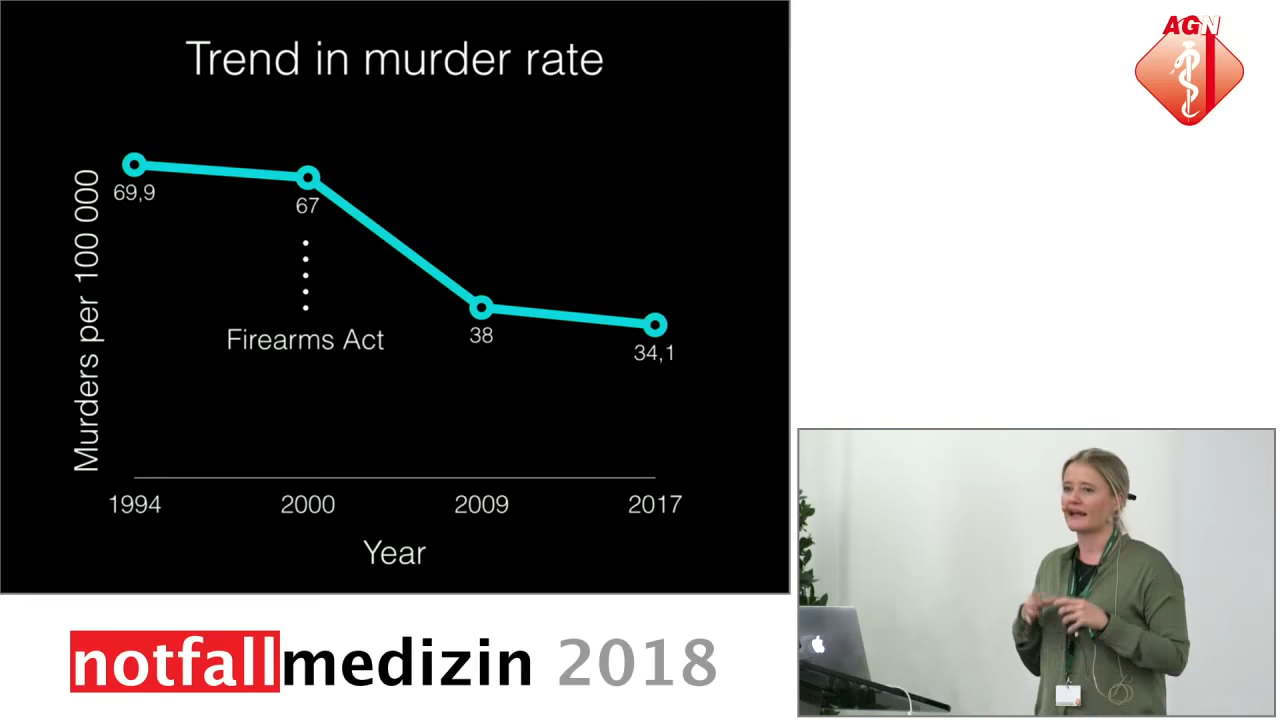 Trend in murder rate
Murders per 100 000
69,9
67
38
34,1
Firearms Act
1994 2000 2009 2017
Year
AGN
notfallmedizin 2018